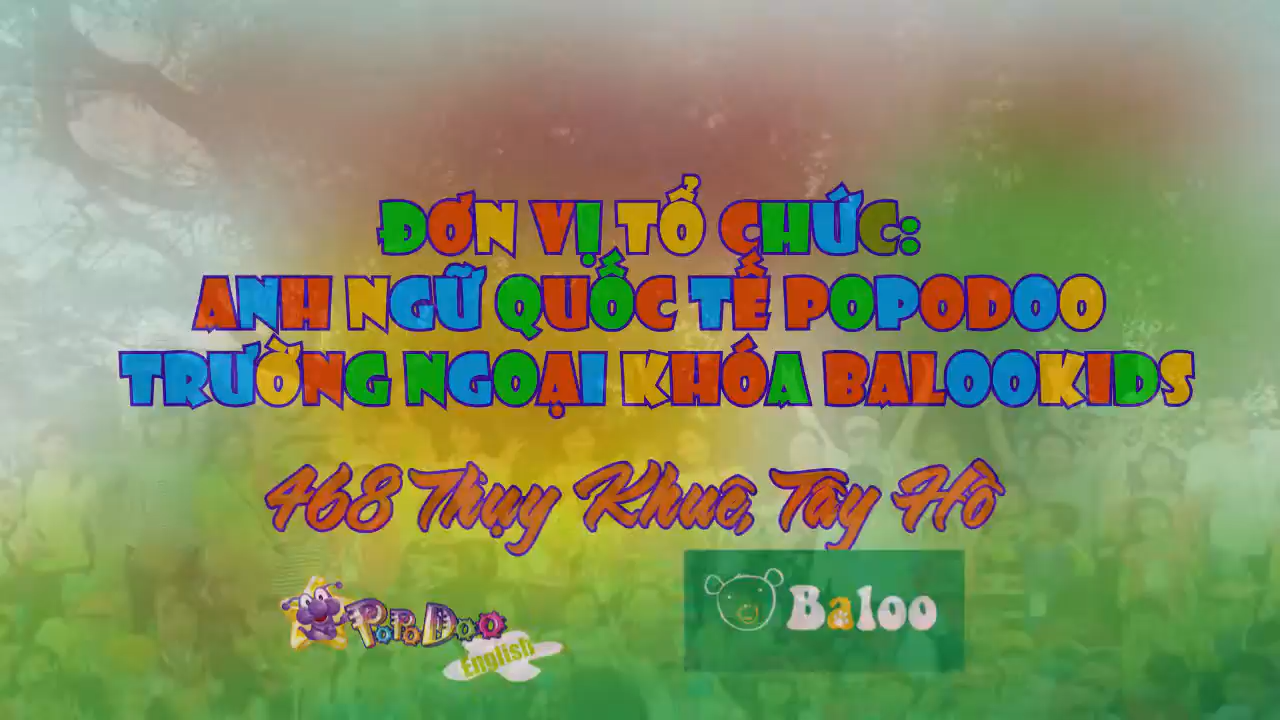 ĐƠN VỊ TỔ CHỨC:
ANH NGỮ QUỐC TẾ POPODOO
TRƯỜNG NGOẠI KHÓA BALOOKIDS
468 Thụy Khuê, Tây Hồ
POPODOO
English
Baloo